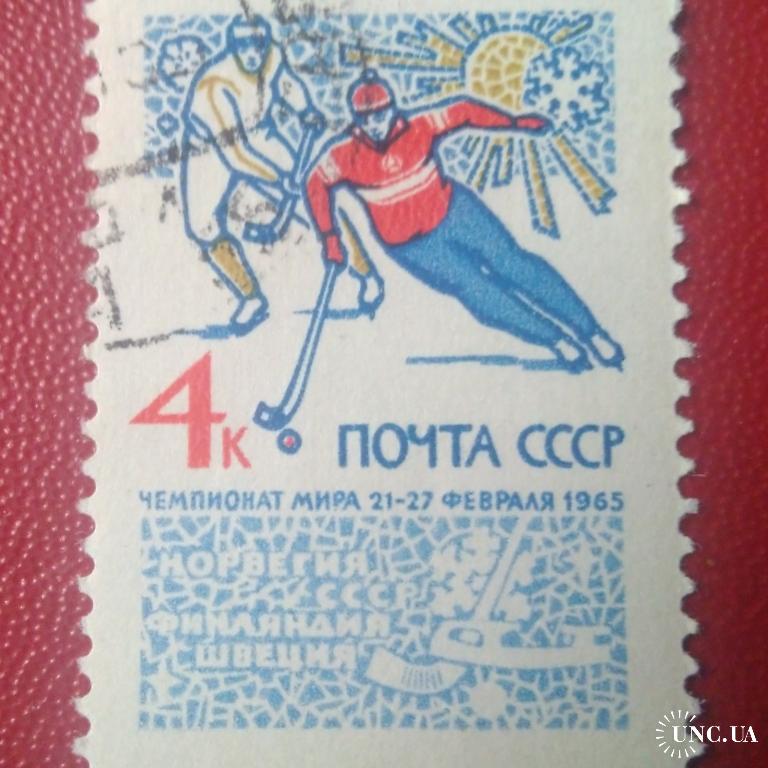 4К ПОЧТА СССР
ЧЕМПИОНАТ МИРА 21-27 ФЕВРАЛЯ 1965
НОРВЕГИЯ
СССР
ФИНЛЯНДИЯ
ШВЕЦИЯ
UNC.UA